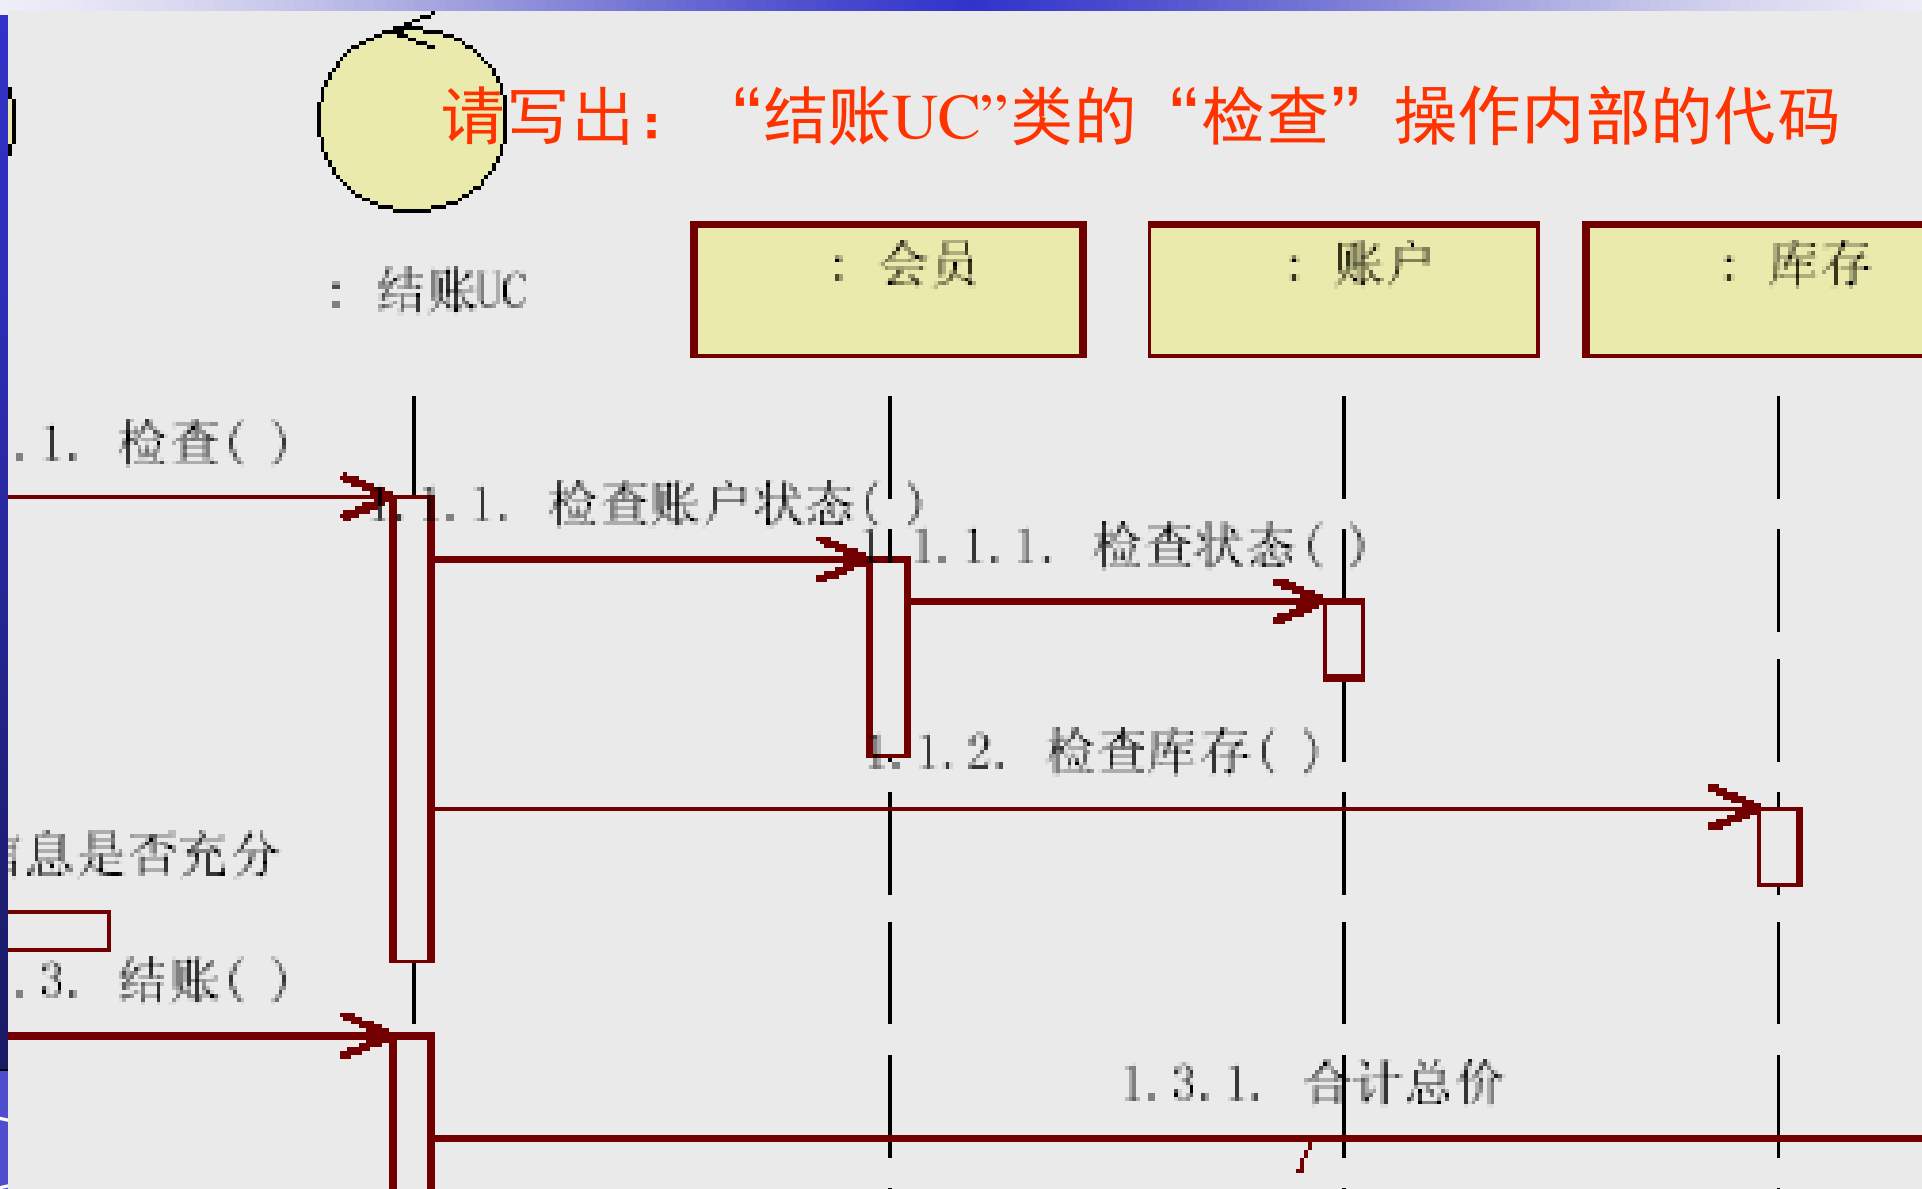 请写出：“结账UC”类的“检查”操作内部的代码
: 会员
: 账户
: 库存
: 结账UC
.1. 检查( )
1.1.1. 检查账户状态( )
1.1.1.1. 检查状态( )
1.1.2. 检查库存( )
息是否充分
.3. 结账( )
1.3.1. 合计总价